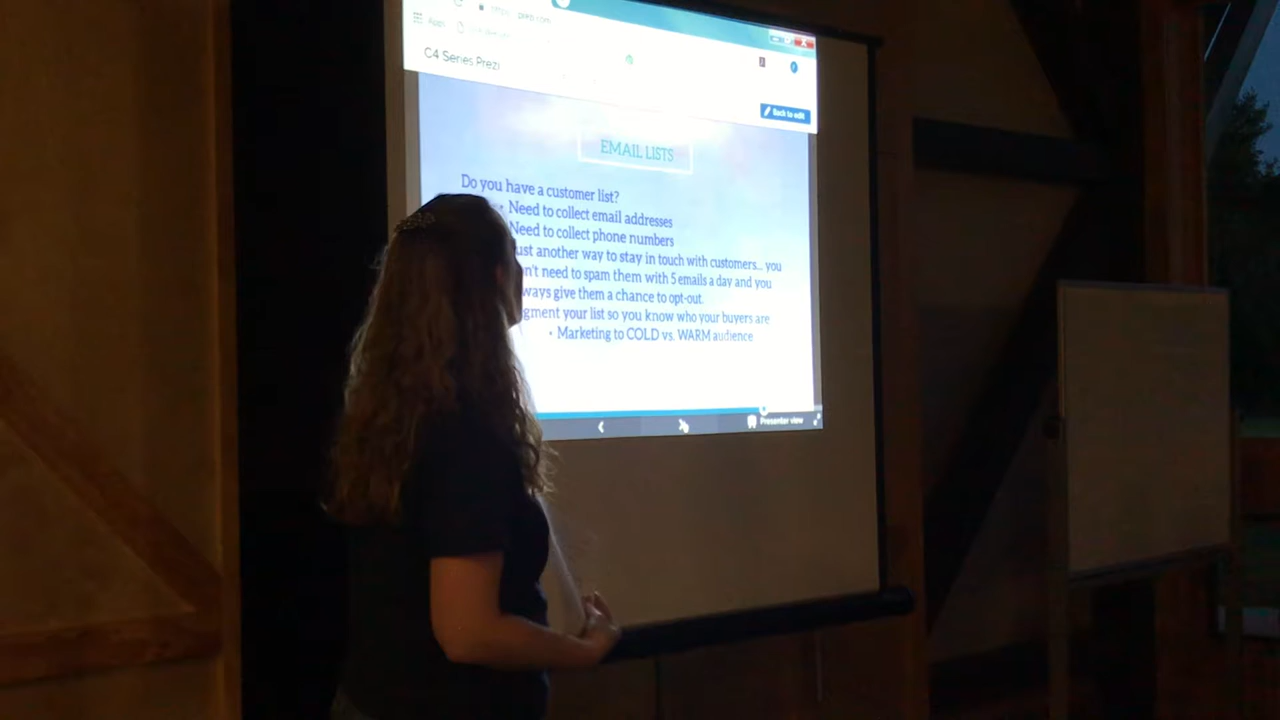 Apps
C4 Series Prezi
Back to edit
EMAIL LISTS
Do you have a customer list?
• Need to collect email addresses
Need to collect phone numbers
ust another way to stay in touch with customers... you
n't need to spam them with 5 emails a day and you
ways give them a chance to opt-out.
gment your list so you know who your buyers are
• Marketing to COLD vs. WARM audience
Presenter view